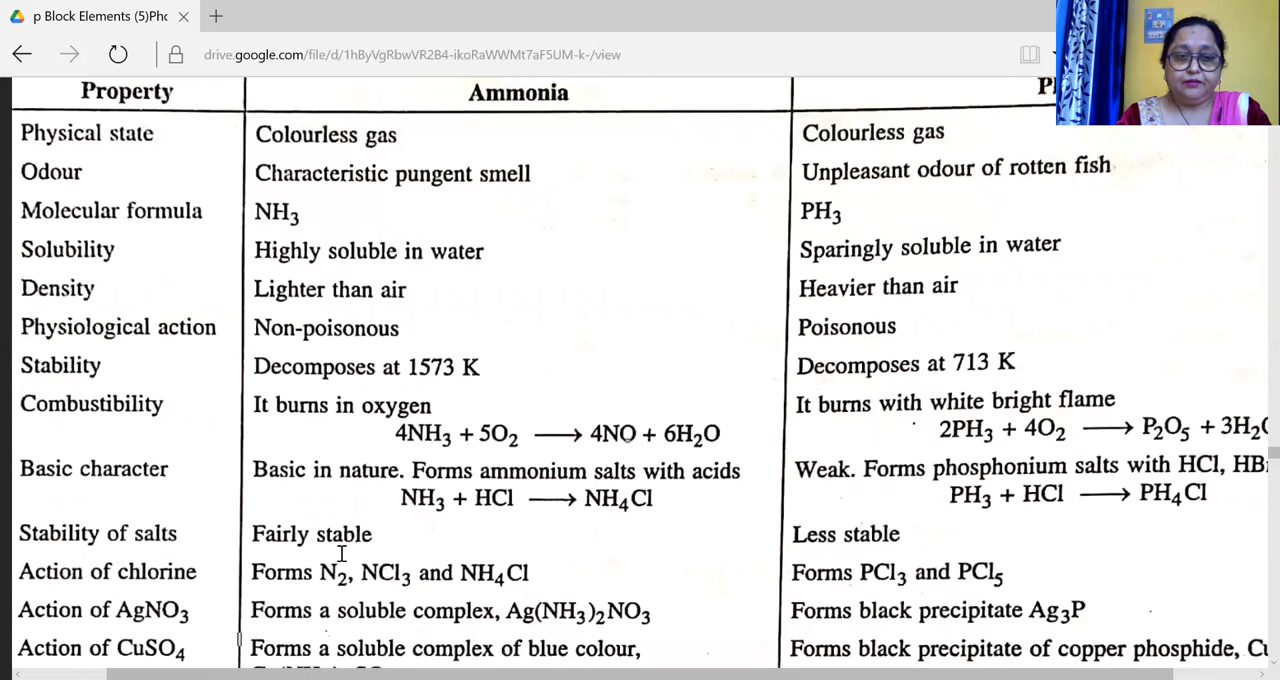 p Block Elements (5)Pho
drive.google.com/file/d/1hByVgRbwVR2B4-ikoRaWWMt7aF5UM-k-/view
Property Ammonia
Physical state Colourless gas Colourless gas
Odour Characteristic pungent smell Unpleasant odour of rotten fish
Molecular formula NH₃ PH₃
Solubility Highly soluble in water Sparingly soluble in water
Density Lighter than air Heavier than air
Physiological action Non-poisonous Poisonous
Stability Decomposes at 1573 K Decomposes at 713 K
Combustibility It burns in oxygen It burns with white bright flame
4NH₃ + 5O₂ ⟶ 4NO + 6H₂O 2PH₃ + 4O₂ ⟶ P₂O₅ + 3H₂O
Basic character Basic in nature. Forms ammonium salts with acids Weak. Forms phosphonium salts with HCl, HB
NH₃ + HCl ⟶ NH₄Cl PH₃ + HCl ⟶ PH₄Cl
Stability of salts Fairly stable Less stable
Action of chlorine Forms N₂, NCl₃ and NH₄Cl Forms PCl₃ and PCl₅
Action of AgNO₃ Forms a soluble complex, Ag(NH₃)₂NO₃ Forms black precipitate Ag₃P
Action of CuSO₄ Forms a soluble complex of blue colour, Forms black precipitate of copper phosphide, Cu